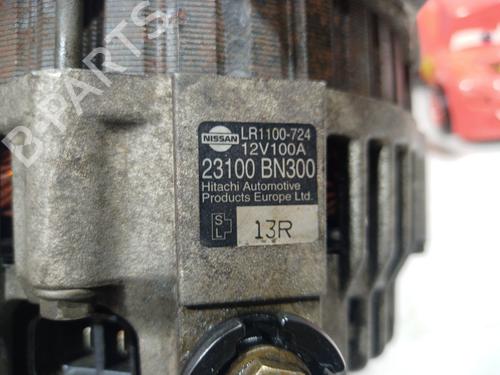 B-PARTS
NISSAN
LR1100-724
12V100A
23100 BN300
Hitachi Automotive
Products Europe Ltd.
S
L
13R